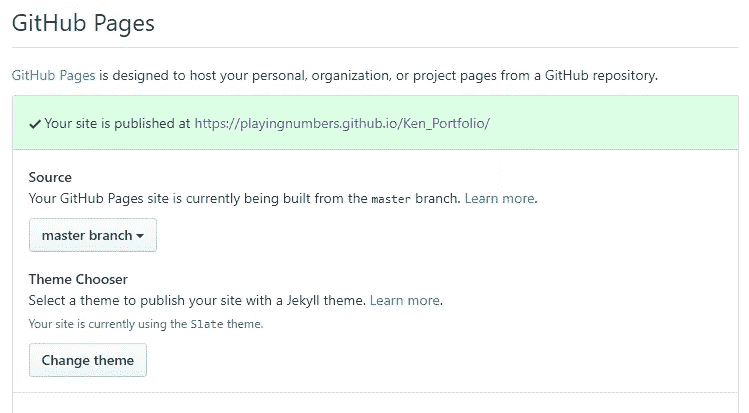 GitHub Pages
GitHub Pages is designed to host your personal, organization, or project pages from a GitHub repository.
✔ Your site is published at https://playingnumbers.github.io/Ken_Portfolio/
Source
Your GitHub Pages site is currently being built from the master branch. Learn more.
master branch
Theme Chooser
Select a theme to publish your site with a Jekyll theme. Learn more.
Your site is currently using the Slate theme.
Change theme